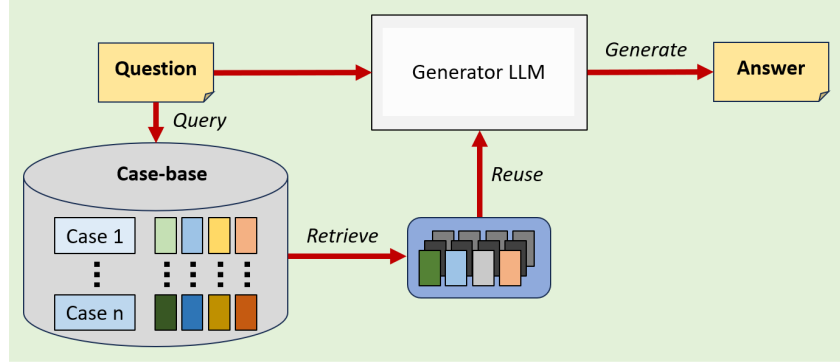 Question
Generator LLM
Generate
Answer
Query
Case-base
Case 1
Case n
Retrieve
Reuse